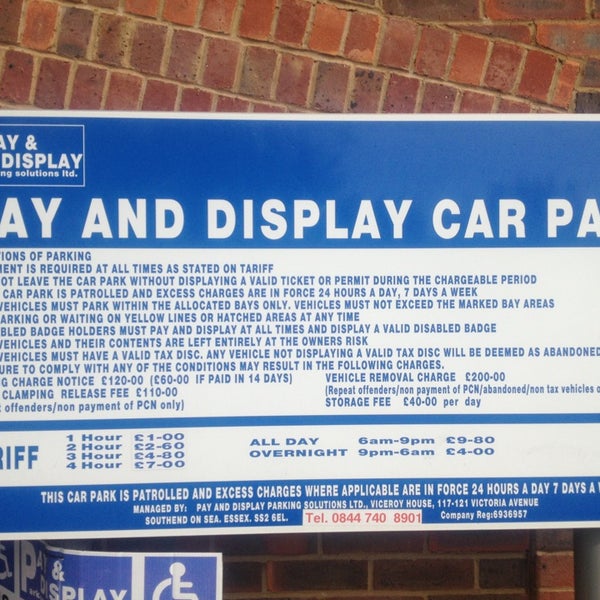 AY &
DISPLAY
ng solutions ltd.
AY AND DISPLAY CAR PA
TIONS OF PARKING
MENT IS REQUIRED AT ALL TIMES AS STATED ON TARIFF
OT LEAVE THE CAR PARK WITHOUT DISPLAYING A VALID TICKET OR PERMIT DURING THE CHARGEABLE PERIOD
CAR PARK IS PATROLLED AND EXCESS CHARGES ARE IN FORCE 24 HOURS A DAY, 7 DAYS A WEEK
VEHICLES MUST PARK WITHIN THE ALLOCATED BAYS ONLY. VEHICLES MUST NOT EXCEED THE MARKED BAY AREAS
ARKING OR WAITING ON YELLOW LINES OR HATCHED AREAS AT ANY TIME
BLED BADGE HOLDERS MUST PAY AND DISPLAY AT ALL TIMES AND DISPLAY A VALID DISABLED BADGE
VEHICLES AND THEIR CONTENTS ARE LEFT ENTIRELY AT THE OWNERS RISK
VEHICLES MUST HAVE A VALID TAX DISC. ANY VEHICLE NOT DISPLAYING A VALID TAX DISC WILL BE DEEMED AS ABANDONED
URE TO COMPLY WITH ANY OF THE CONDITIONS MAY RESULT IN THE FOLLOWING CHARGES.
NG CHARGE NOTICE £120-00 (£60-00 IF PAID IN 14 DAYS) VEHICLE REMOVAL CHARGE £200-00
CLAMPING RELEASE FEE £110-00 (Repeat offenders/non payment of PCN/abandoned/non tax vehicles o
t offenders/non payment of PCN only) STORAGE FEE £40-00 per day
RIFF
1 Hour £1-00
2 Hour £2-60
3 Hour £4-80
4 Hour £7-00
ALL DAY 6am-9pm £9-80
OVERNIGHT 9pm-6am £4-00
THIS CAR PARK IS PATROLLED AND EXCESS CHARGES WHERE APPLICABLE ARE IN FORCE 24 HOURS A DAY 7 DAYS A
MANAGED BY: PAY AND DISPLAY PARKING SOLUTIONS LTD., VICEROY HOUSE, 117-121 VICTORIA AVENUE
SOUTHEND ON SEA. ESSEX. SS2 6EL. Tel. 0844 740 8901 Company Reg:6936957
PAY &
DISPLAY